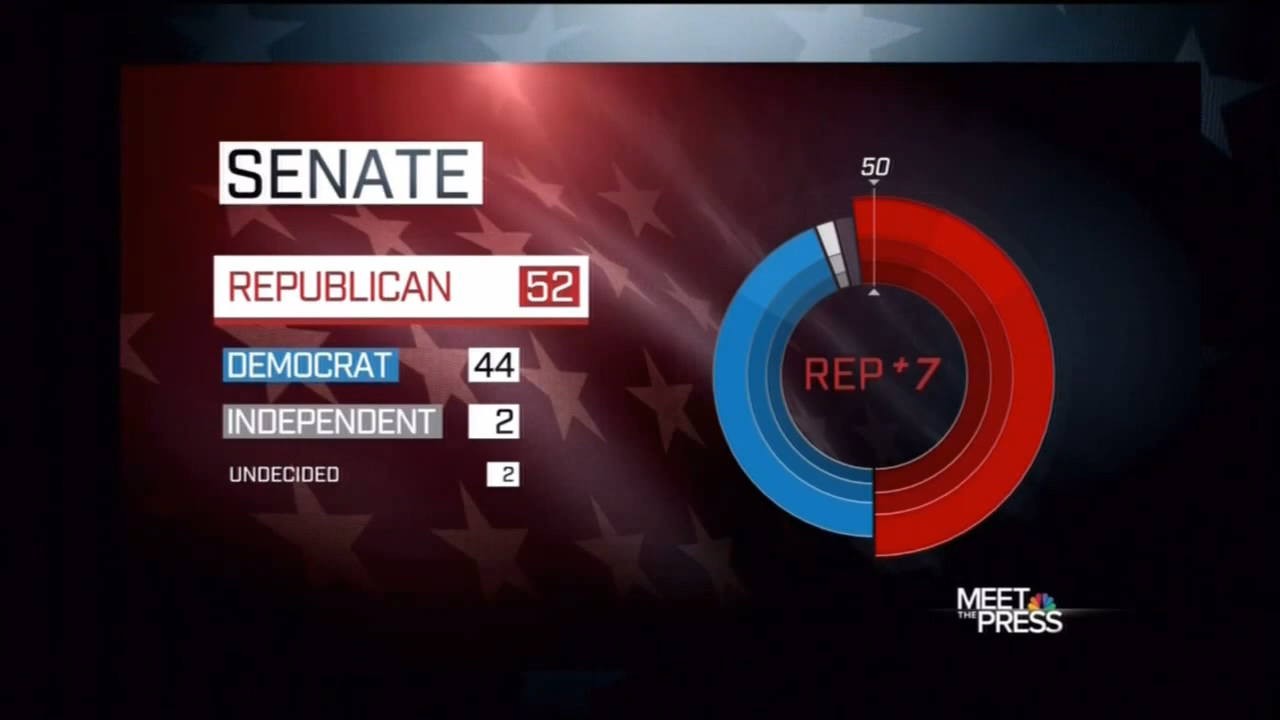 SENATE
REPUBLICAN 52
DEMOCRAT 44
INDEPENDENT 2
UNDECIDED 2
50
REP +7
MEET
THE PRESS